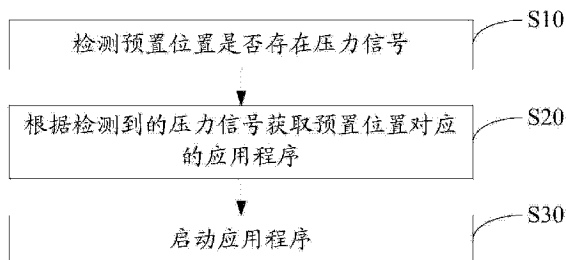 S10
检测预置位置是否存在压力信号
S20
根据检测到的压力信号获取预置位置对应
的应用程序
S30
启动应用程序